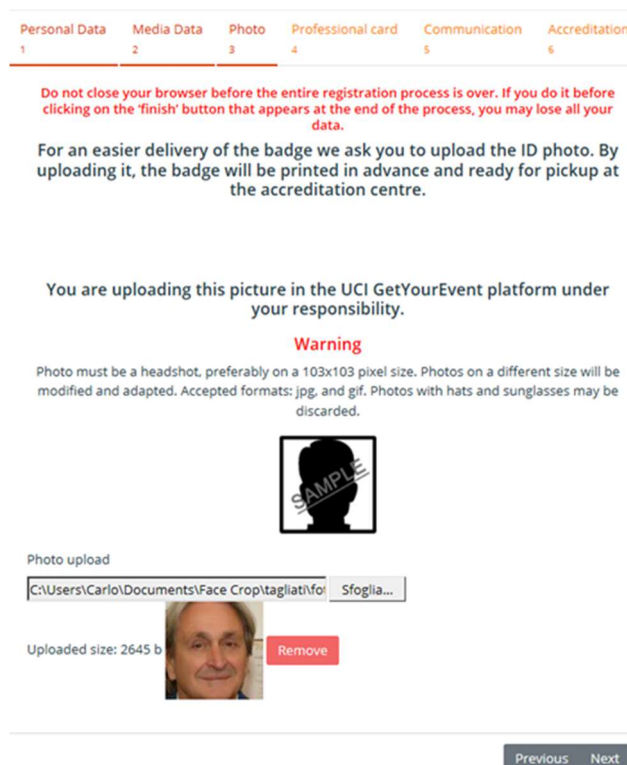 Personal Data Media Data Photo Professional card Communication Accreditation
1 2 3 4 5 6
Do not close your browser before the entire registration process is over. If you do it before
clicking on the 'finish' button that appears at the end of the process, you may lose all your
data.
For an easier delivery of the badge we ask you to upload the ID photo. By
uploading it, the badge will be printed in advance and ready for pickup at
the accreditation centre.
You are uploading this picture in the UCI GetYourEvent platform under
your responsibility.
Warning
Photo must be a headshot, preferably on a 103x103 pixel size. Photos on a different size will be
modified and adapted. Accepted formats: jpg, and gif. Photos with hats and sunglasses may be
discarded.
SAMPLE
Photo upload
C:\Users\Carlo\Documents\Face Crop\tagliati\fo Sfoglia...
Uploaded size: 2645 b Remove
Previous Next